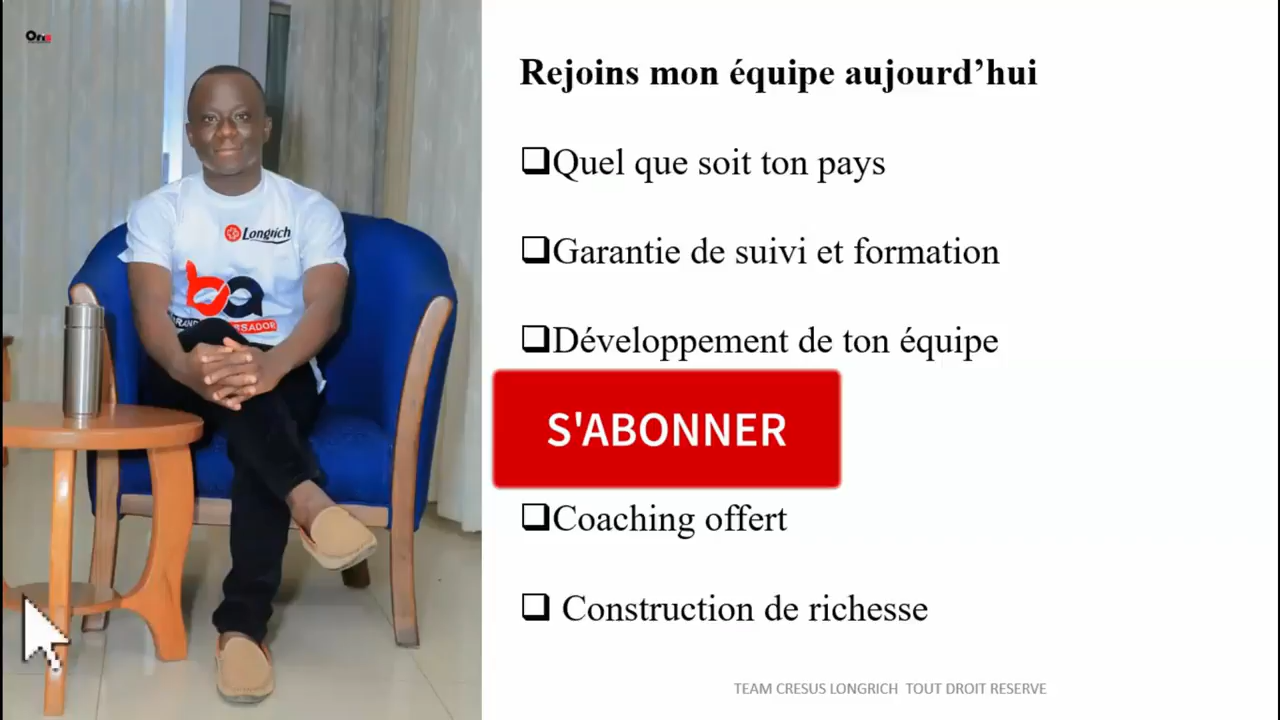 Rejoins mon équipe aujourd’hui
Quel que soit ton pays
Garantie de suivi et formation
Développement de ton équipe
S'ABONNER
Coaching offert
Construction de richesse
TEAM CRESUS LONGRICH TOUT DROIT RESERVE
Longrich
ba